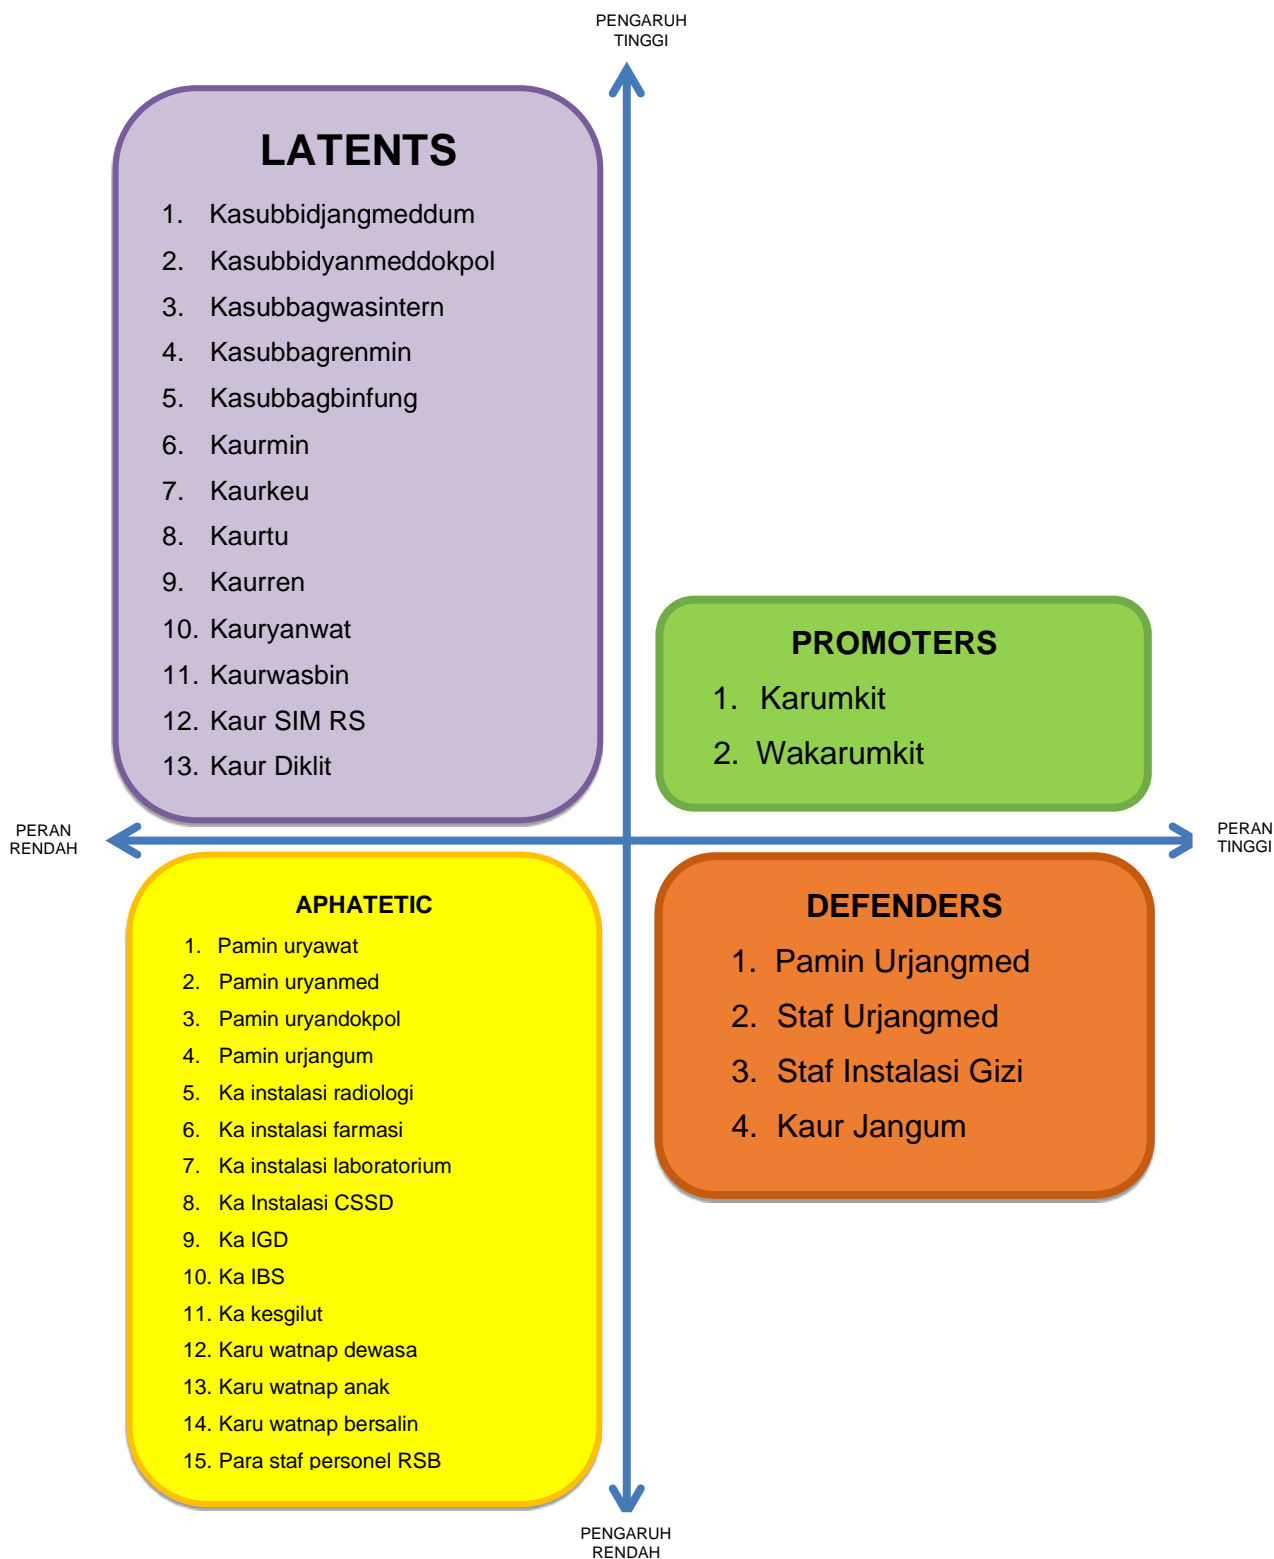 PENGARUH
TINGGI
LATENTS
1. Kasubbidjangmeddum
2. Kasubbidyanmeddokpol
3. Kasubbagwasintern
4. Kasubbagrenmin
5. Kasubbagbinfung
6. Kaurmin
7. Kaurkeu
8. Kaurtu
9. Kaurren
10. Kauryanwat
11. Kaurwasbin
12. Kaur SIM RS
13. Kaur Diklit
PROMOTERS
1. Karumkit
2. Wakarumkit
PERAN
RENDAH
PERAN
TINGGI
APHATETIC
1. Pamin uryawat
2. Pamin uryanmed
3. Pamin uryandokpol
4. Pamin urjangum
5. Ka instalasi radiologi
6. Ka instalasi farmasi
7. Ka instalasi laboratorium
8. Ka Instalasi CSSD
9. Ka IGD
10. Ka IBS
11. Ka kesgilut
12. Karu watnap dewasa
13. Karu watnap anak
14. Karu watnap bersalin
15. Para staf personel RSB
DEFENDERS
1. Pamin Urjangmed
2. Staf Urjangmed
3. Staf Instalasi Gizi
4. Kaur Jangum
PENGARUH
RENDAH